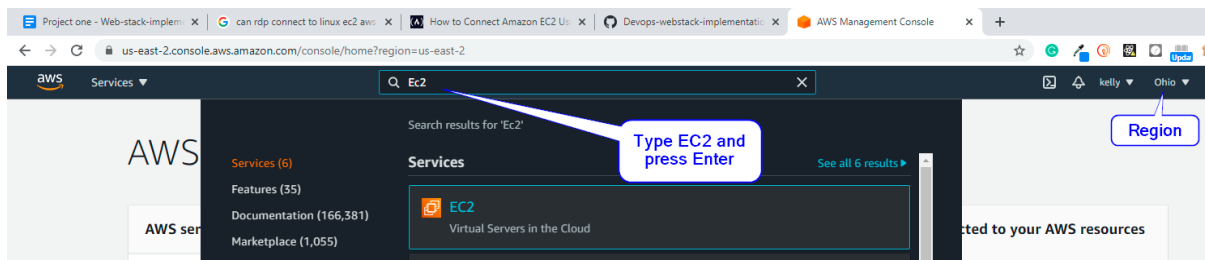 Project one - Web-stack-implem
can rdp connect to linux ec2 aws
How to Connect Amazon EC2 Us
Devops-webstack-implementatio
AWS Management Console
us-east-2.console.aws.amazon.com/console/home?region=us-east-2
Upda
aws
Services
Ec2
kelly
Ohio
Search results for 'Ec2'
Type EC2 and
press Enter
Region
AWS
Services (6)
Services
See all 6 results
Features (35)
EC2
Documentation (166,381)
Virtual Servers in the Cloud
AWS ser
cted to your AWS resources
Marketplace (1,055)